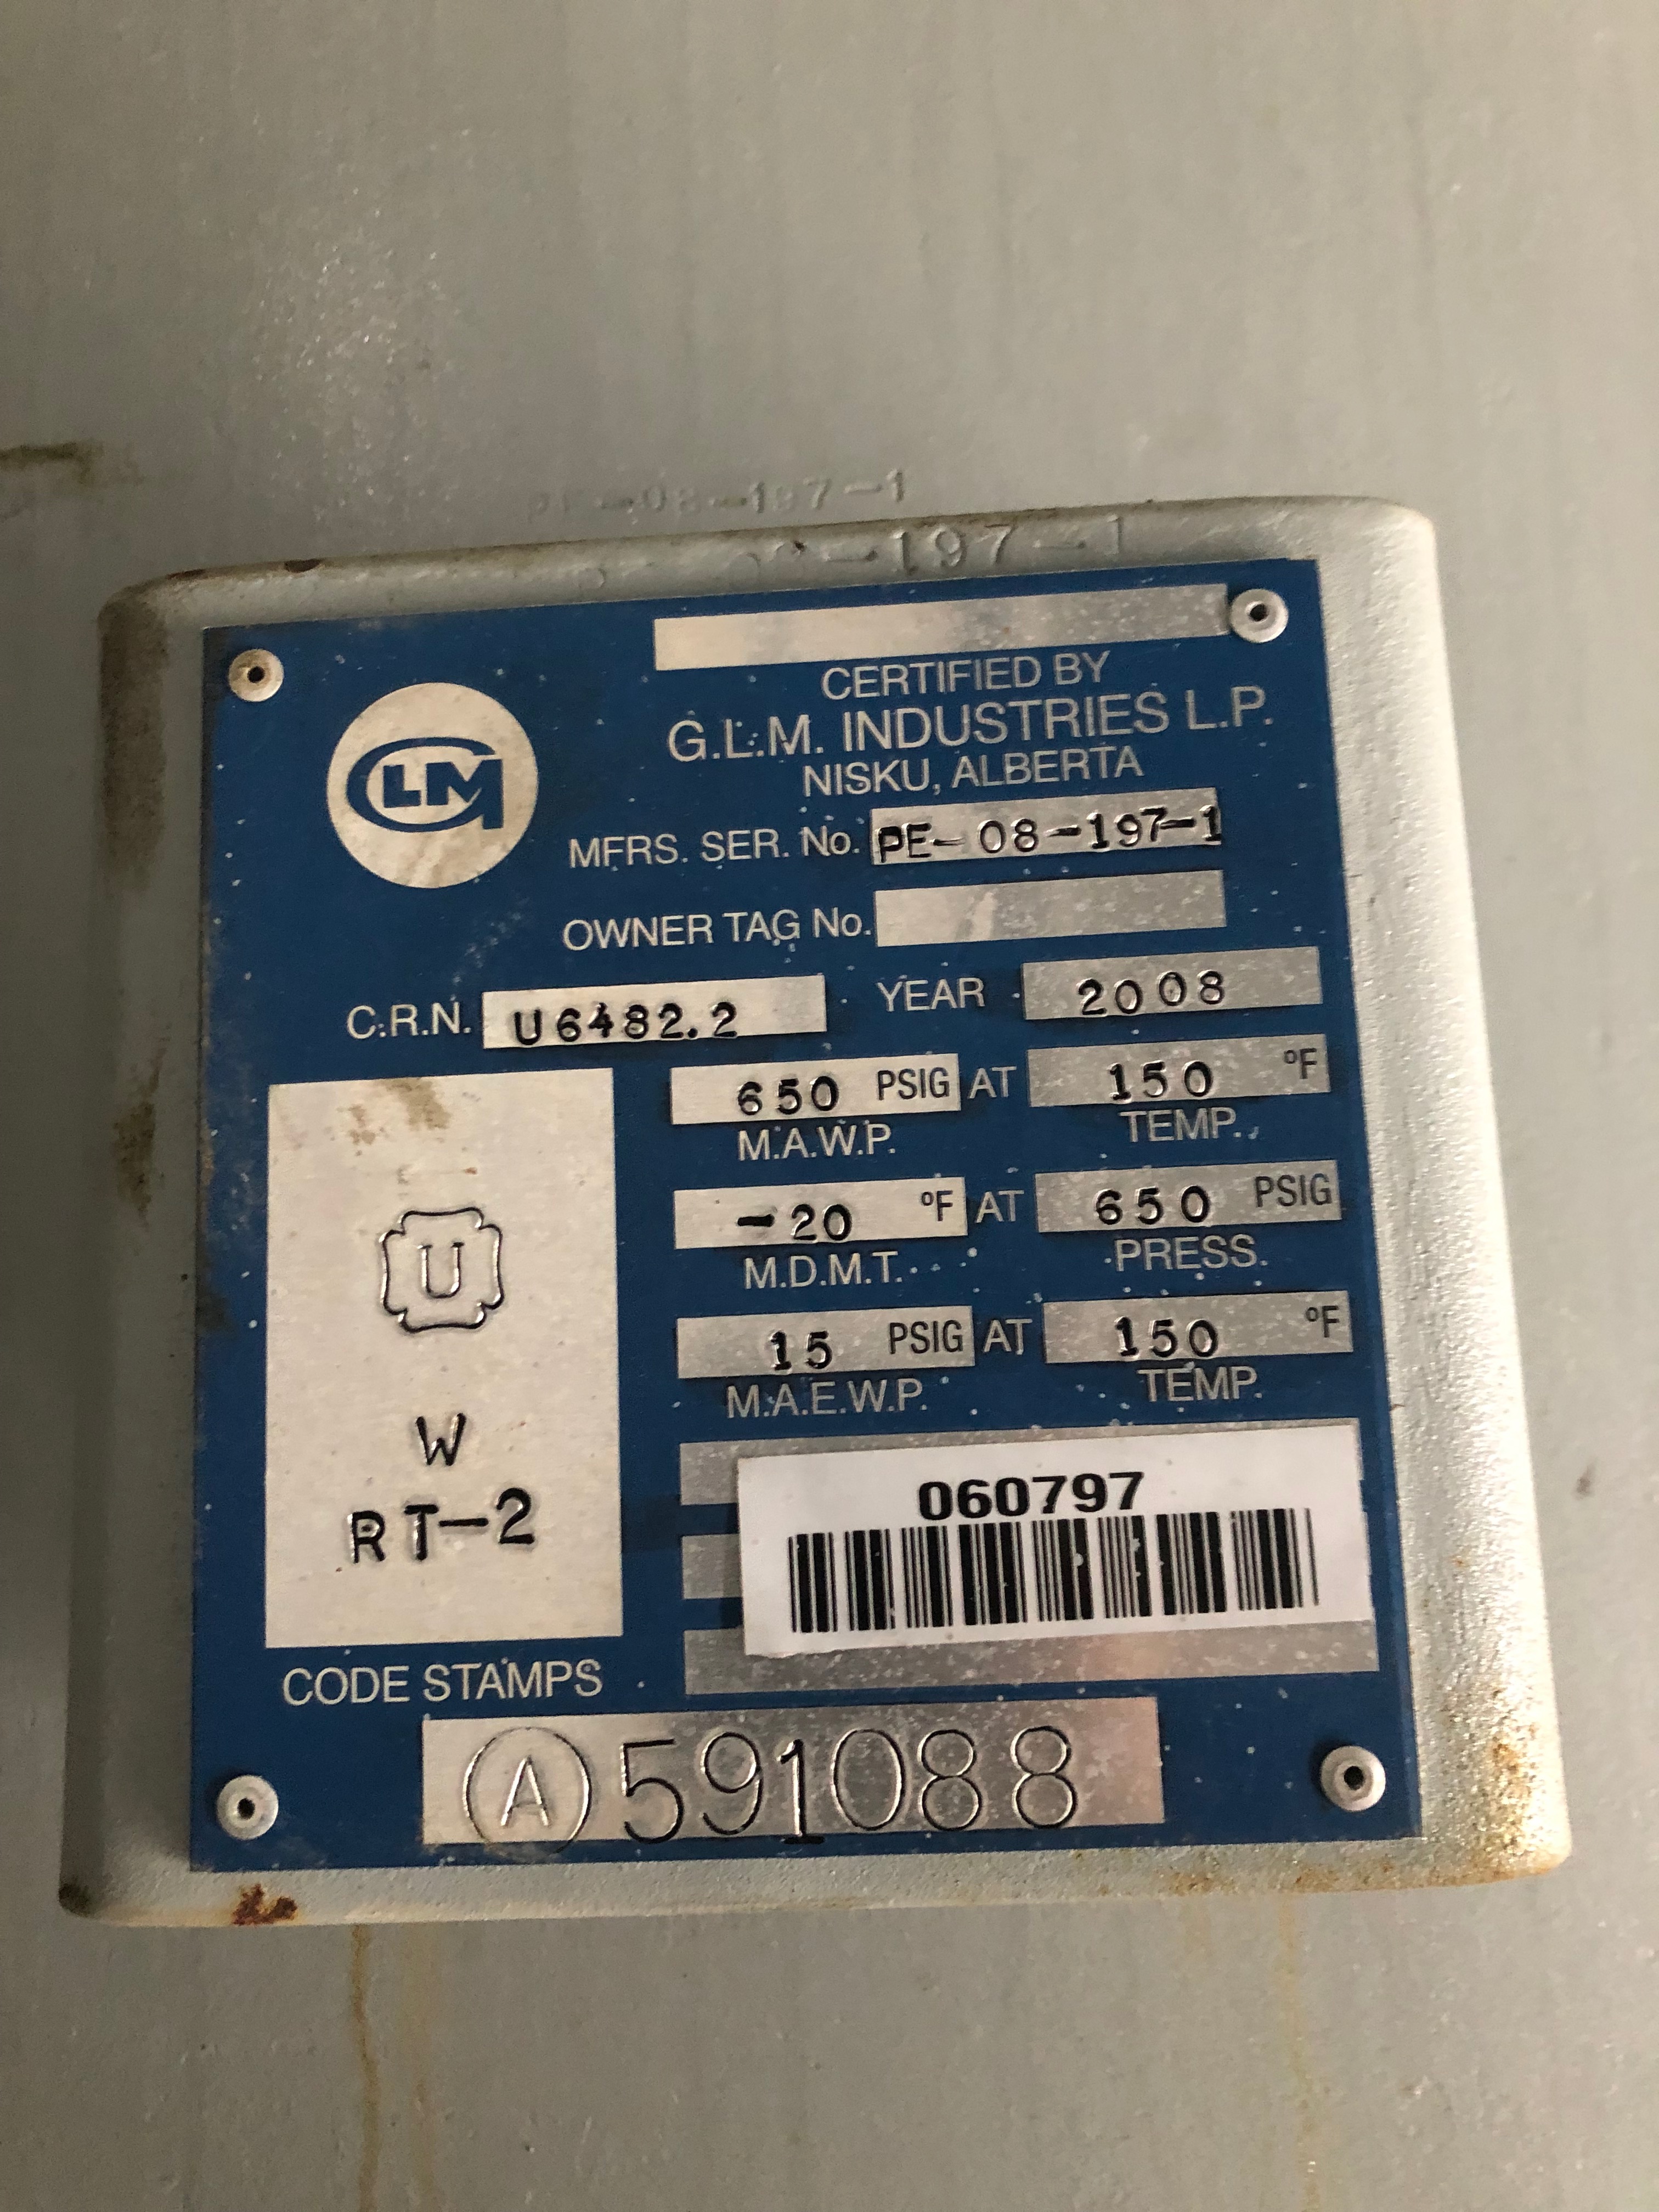 PE-08-197-1
-197-1
CERTIFIED BY
G.L.M. INDUSTRIES L.P.
NISKU, ALBERTA
GLM
MFRS. SER. No. PE-08-197-1
OWNER TAG No.
C.R.N. U6482.2 YEAR 2008
650 PSIG AT 150 °F
M.A.W.P. TEMP.
-20 °F AT 650 PSIG
M.D.M.T. PRESS.
15 PSIG AT 150 °F
M.A.E.W.P. TEMP.
U
W
RT-2
CODE STAMPS
060797
A 591088